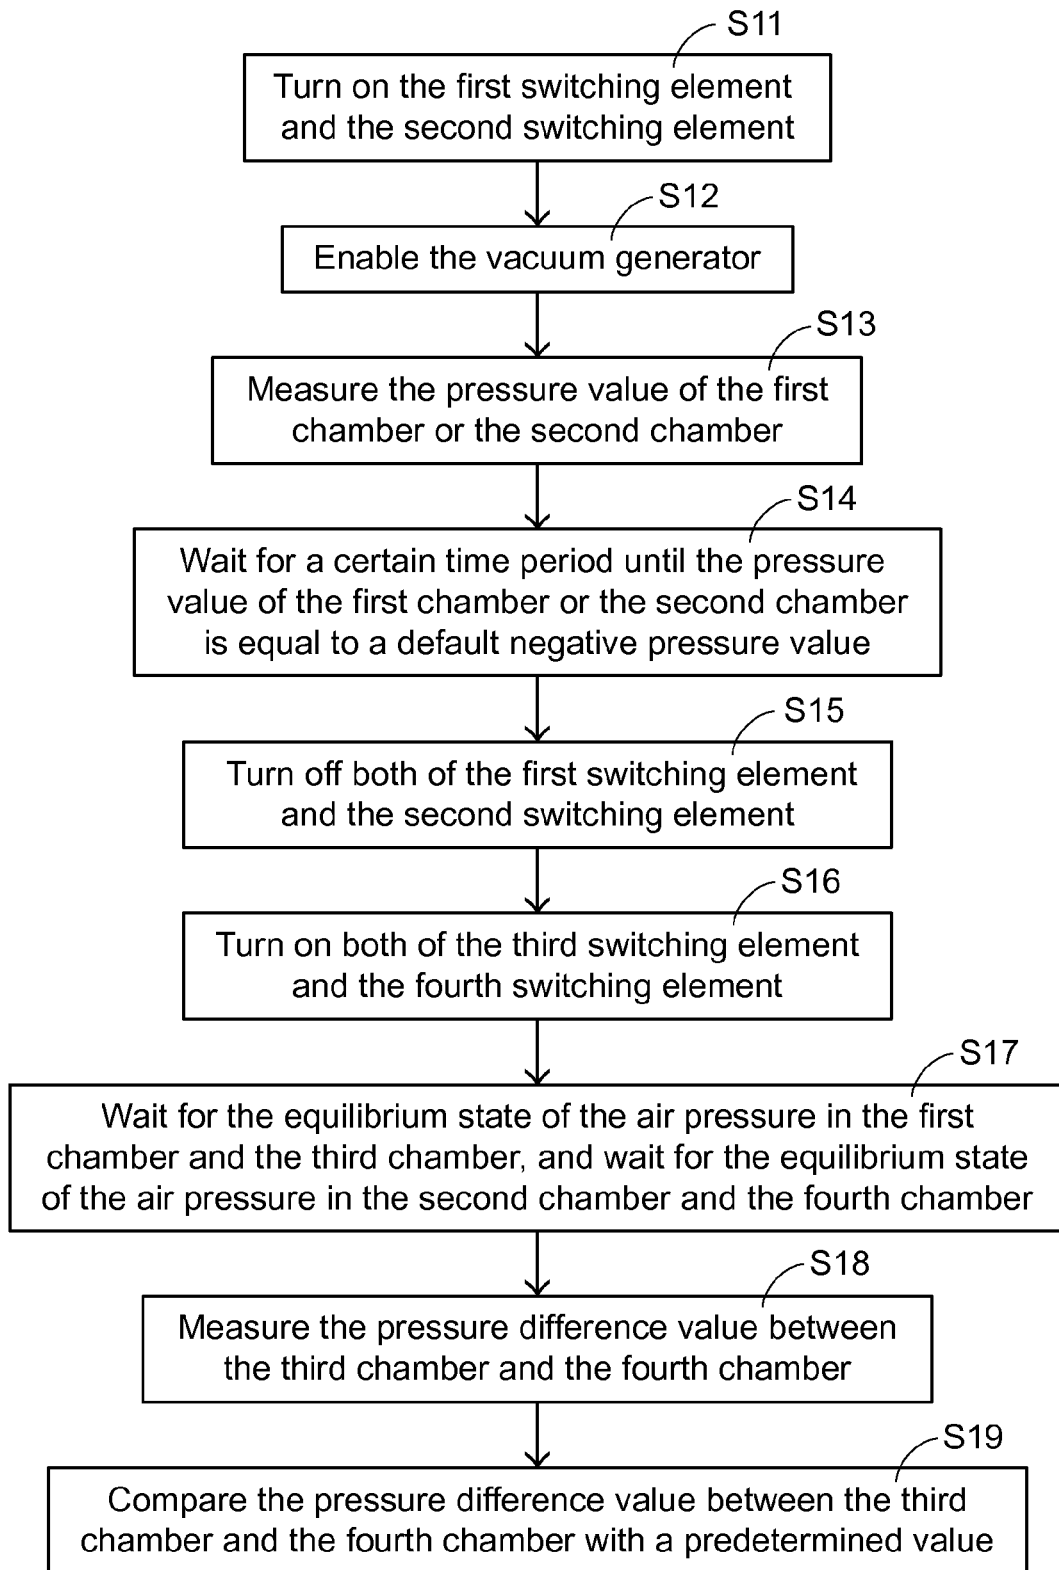 S11
Turn on the first switching element
and the second switching element
S12
Enable the vacuum generator
S13
Measure the pressure value of the first
chamber or the second chamber
S14
Wait for a certain time period until the pressure
value of the first chamber or the second chamber
is equal to a default negative pressure value
S15
Turn off both of the first switching element
and the second switching element
S16
Turn on both of the third switching element
and the fourth switching element
S17
Wait for the equilibrium state of the air pressure in the first
chamber and the third chamber, and wait for the equilibrium state
of the air pressure in the second chamber and the fourth chamber
S18
Measure the pressure difference value between
the third chamber and the fourth chamber
S19
Compare the pressure difference value between the third
chamber and the fourth chamber with a predetermined value